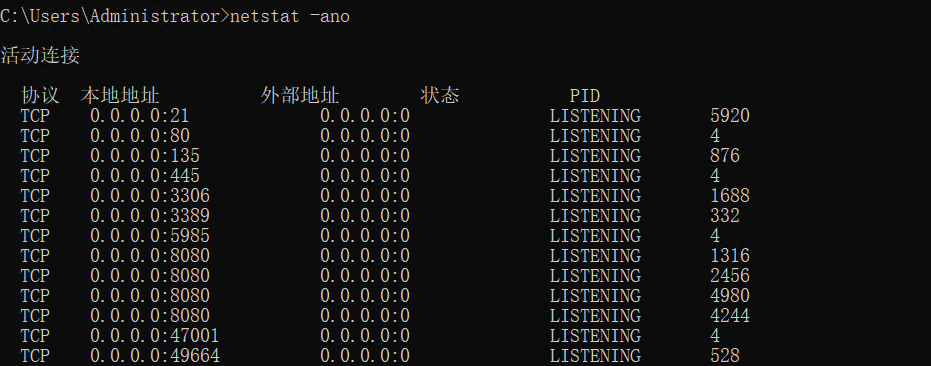 C:\Users\Administrator>netstat -ano
活动连接
协议 本地地址 外部地址 状态 PID
TCP 0.0.0.0:21 0.0.0.0:0 LISTENING 5920
TCP 0.0.0.0:80 0.0.0.0:0 LISTENING 4
TCP 0.0.0.0:135 0.0.0.0:0 LISTENING 876
TCP 0.0.0.0:445 0.0.0.0:0 LISTENING 4
TCP 0.0.0.0:3306 0.0.0.0:0 LISTENING 1688
TCP 0.0.0.0:3389 0.0.0.0:0 LISTENING 332
TCP 0.0.0.0:5985 0.0.0.0:0 LISTENING 4
TCP 0.0.0.0:8080 0.0.0.0:0 LISTENING 1316
TCP 0.0.0.0:8080 0.0.0.0:0 LISTENING 2456
TCP 0.0.0.0:8080 0.0.0.0:0 LISTENING 4980
TCP 0.0.0.0:8080 0.0.0.0:0 LISTENING 4244
TCP 0.0.0.0:47001 0.0.0.0:0 LISTENING 4
TCP 0.0.0.0:49664 0.0.0.0:0 LISTENING 528